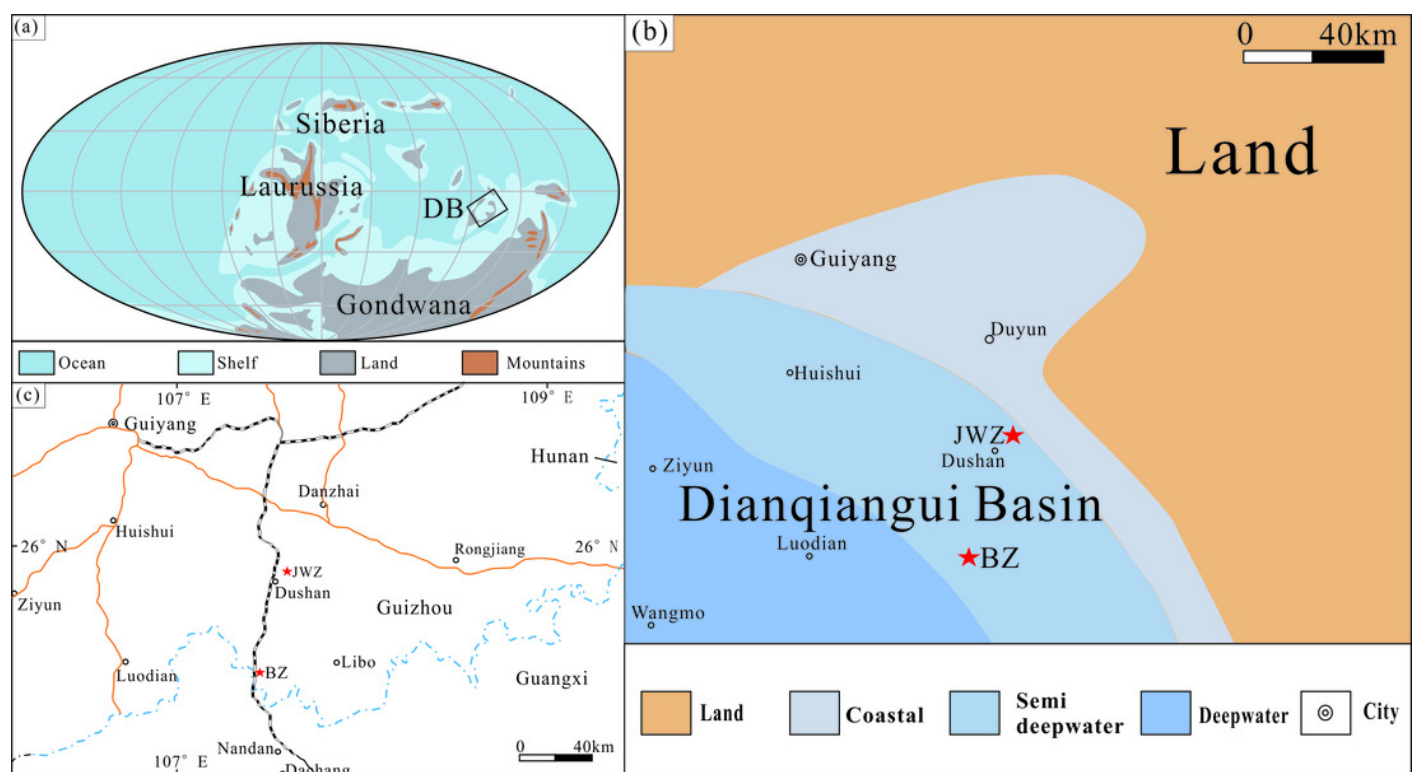 (a)
Siberia
Laurussia
DB
Gondwana
Ocean
Shelf
Land
Mountains
(b)
0 40km
Land
Guiyang
Duyun
Huishui
JWZ
Dushan
Ziyun
Dianqiangui Basin
Luodian
BZ
Wangmo
Land
Coastal
Semi
deepwater
Deepwater
City
(c)
107° E
109° E
Guiyang
Hunan
Danzhai
Huishui
26° N
Rongjiang
26° N
JWZ
Dushan
Ziyun
Guizhou
Luodian
BZ
Libo
Guangxi
Nandan
0 40km
107° E